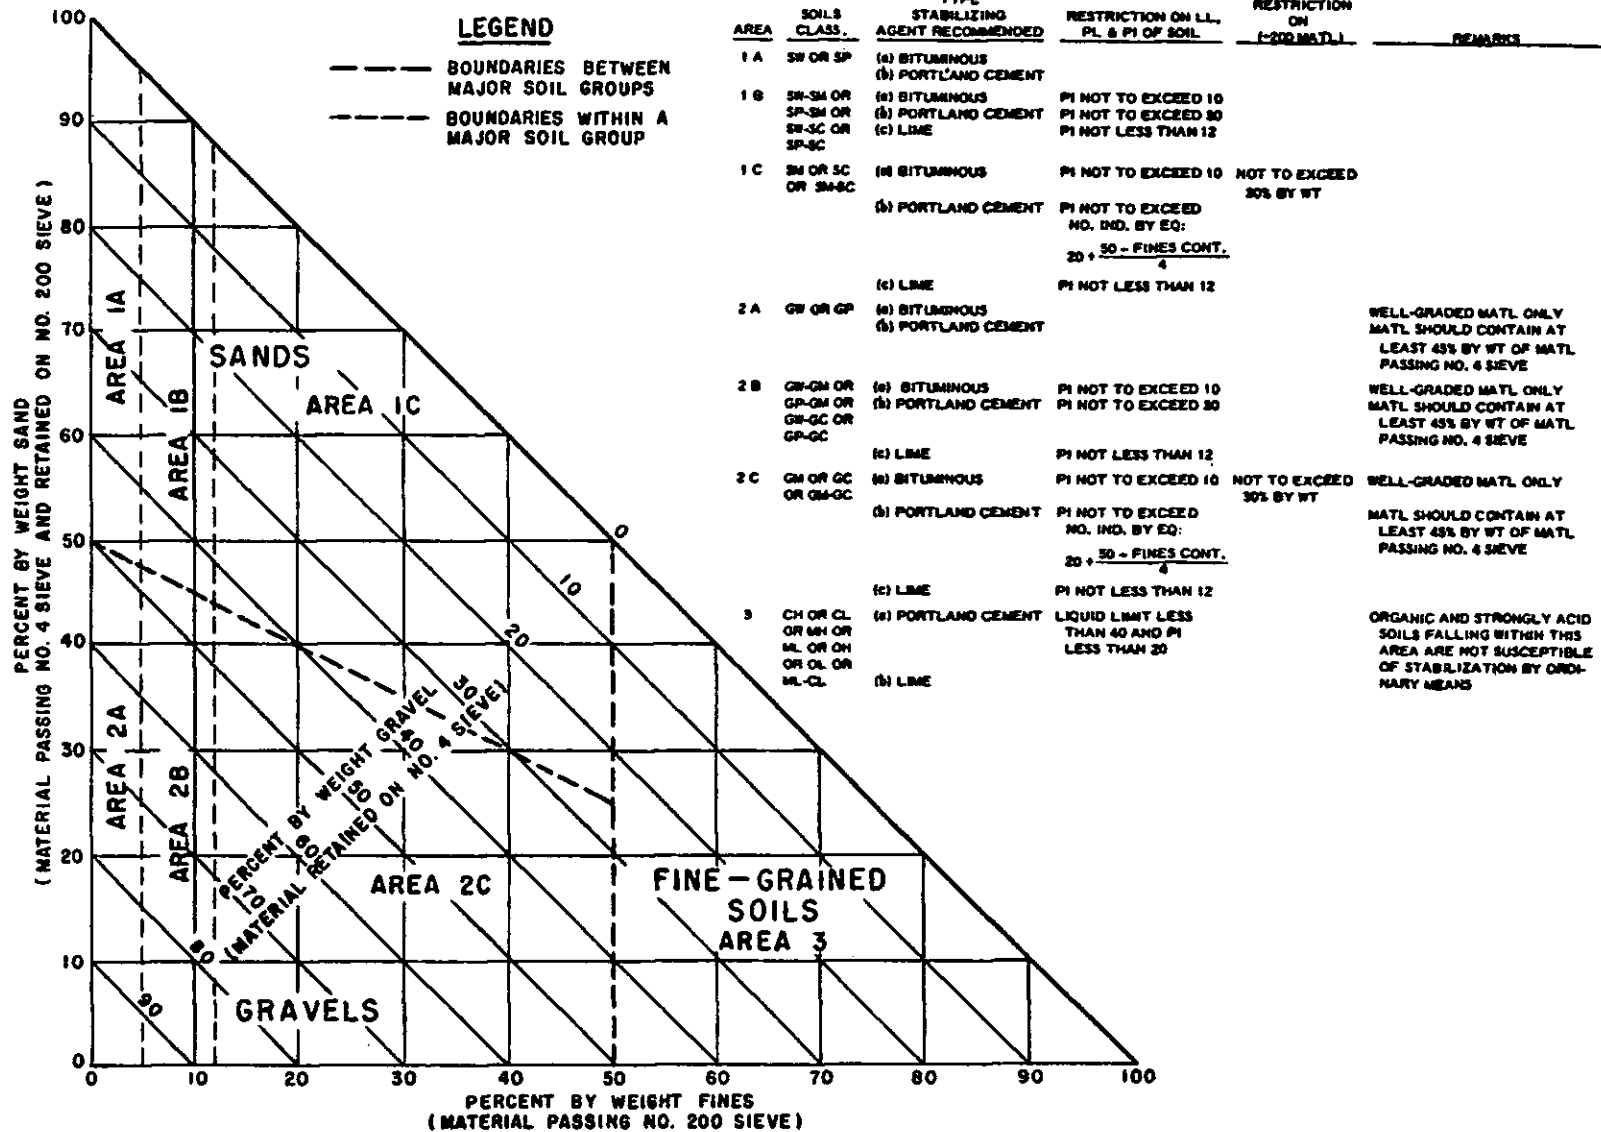 LEGEND
BOUNDARIES BETWEEN
MAJOR SOIL GROUPS
BOUNDARIES WITHIN A
MAJOR SOIL GROUP
PERCENT BY WEIGHT SAND
(MATERIAL PASSING NO. 4 SIEVE AND RETAINED ON NO. 200 SIEVE)
100
90
80
70
60
50
40
30
20
10
0
0 10 20 30 40 50 60 70 80 90 100
PERCENT BY WEIGHT FINES
(MATERIAL PASSING NO. 200 SIEVE)
AREA 1A
AREA 1B
SANDS
AREA 1C
AREA 2A
AREA 2B
AREA 2C
GRAVELS
FINE-GRAINED
SOILS
AREA 3
PERCENT BY WEIGHT GRAVEL
(MATERIAL RETAINED ON NO. 4 SIEVE)
0
10
20
30
40
50
60
70
80
90
AREA
SOILS
CLASS.
TYPE
STABILIZING
AGENT RECOMMENDED
RESTRICTION ON LL,
PL & PI OF SOIL
RESTRICTION
ON
(-200 MATL)
REMARKS
1 A SW OR SP (a) BITUMINOUS
(b) PORTLAND CEMENT
1 B SW-SM OR (a) BITUMINOUS PI NOT TO EXCEED 10
SP-SM OR (b) PORTLAND CEMENT PI NOT TO EXCEED 30
SW-SC OR (c) LIME PI NOT LESS THAN 12
SP-SC
1 C SM OR SC (a) BITUMINOUS PI NOT TO EXCEED 10 NOT TO EXCEED
OR SM-SC 30% BY WT
(b) PORTLAND CEMENT PI NOT TO EXCEED
NO. IND. BY EQ:
20 + 50 - FINES CONT.
4
(c) LIME PI NOT LESS THAN 12
2 A GW OR GP (a) BITUMINOUS WELL-GRADED MATL ONLY
(b) PORTLAND CEMENT MATL SHOULD CONTAIN AT
LEAST 45% BY WT OF MATL
PASSING NO. 4 SIEVE
2 B GW-GM OR (a) BITUMINOUS PI NOT TO EXCEED 10 WELL-GRADED MATL ONLY
GP-GM OR (b) PORTLAND CEMENT PI NOT TO EXCEED 30 MATL SHOULD CONTAIN AT
GW-GC OR LEAST 45% BY WT OF MATL
GP-GC PASSING NO. 4 SIEVE
(c) LIME PI NOT LESS THAN 12
2 C GM OR GC (a) BITUMINOUS PI NOT TO EXCEED 10 NOT TO EXCEED WELL-GRADED MATL ONLY
OR GM-GC 30% BY WT
(b) PORTLAND CEMENT PI NOT TO EXCEED MATL SHOULD CONTAIN AT
NO. IND. BY EQ: LEAST 45% BY WT OF MATL
20 + 50 - FINES CONT. PASSING NO. 4 SIEVE
4
(c) LIME PI NOT LESS THAN 12
3 CH OR CL (a) PORTLAND CEMENT LIQUID LIMIT LESS ORGANIC AND STRONGLY ACID
OR MH OR THAN 40 AND PI SOILS FALLING WITHIN THIS
ML OR OH LESS THAN 20 AREA ARE NOT SUSCEPTIBLE
OR OL OR OF STABILIZATION BY ORDI-
ML-CL (b) LIME NARY MEANS